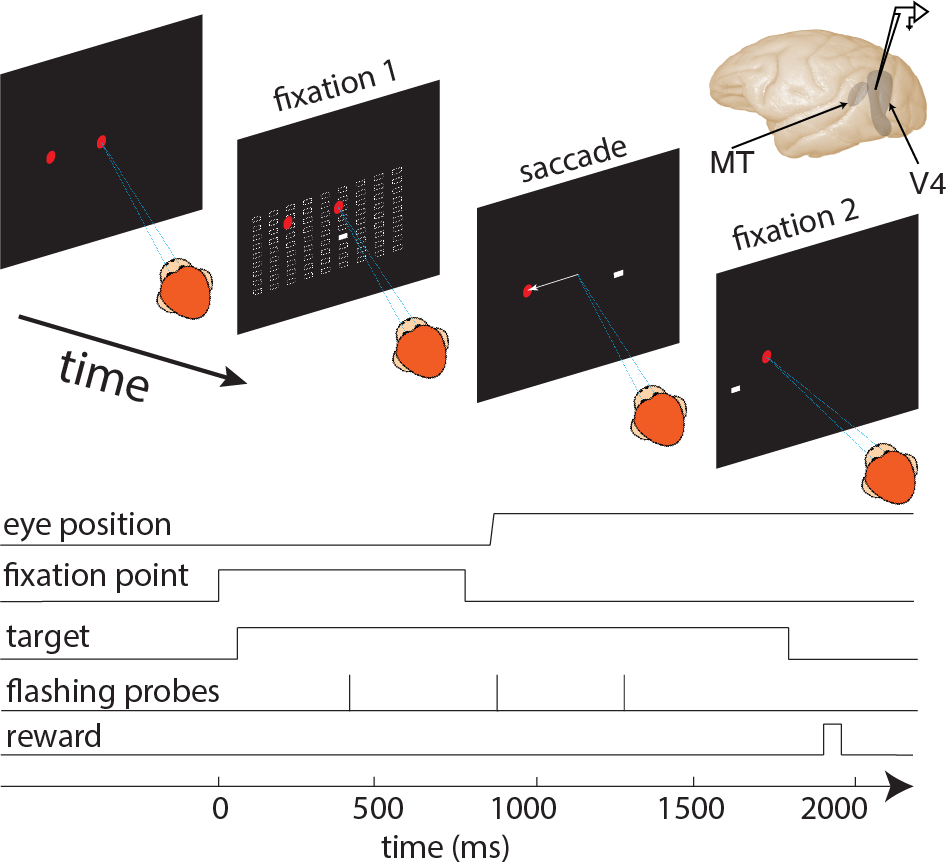 fixation 1
saccade
fixation 2
MT
V4
time
eye position
fixation point
target
flashing probes
reward
0
500
1000
1500
2000
time (ms)